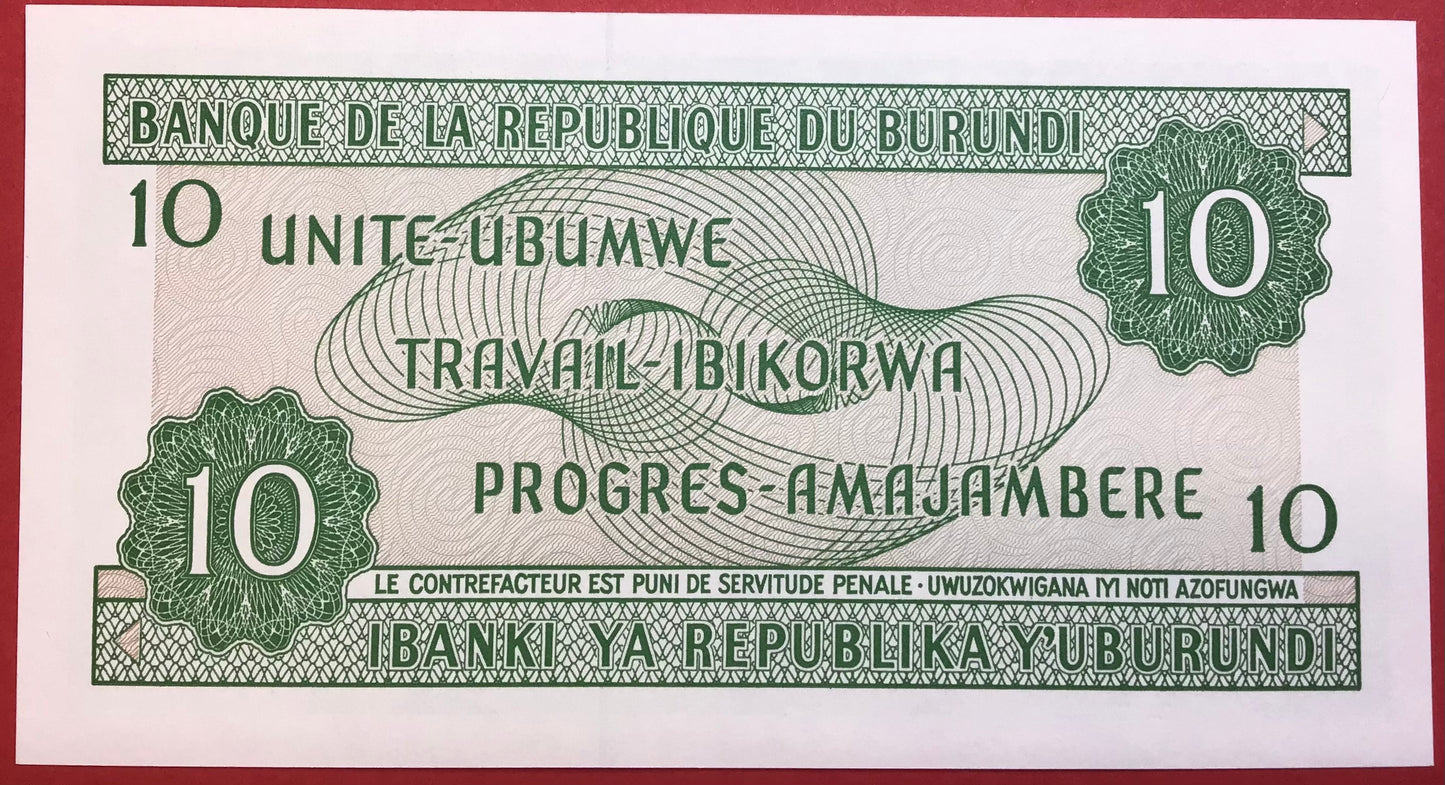 BANQUE DE LA REPUBLIQUE DU BURUNDI
10
10
UNITE-UBUMWE
TRAVAIL-IBIKORWA
PROGRES-AMAJAMBERE
10
10
LE CONTREFACTEUR EST PUNI DE SERVITUDE PENALE · UWUZOKWIGANA IYI NOTI AZOFUNGWA
IBANKI YA REPUBLIKA Y'UBURUNDI